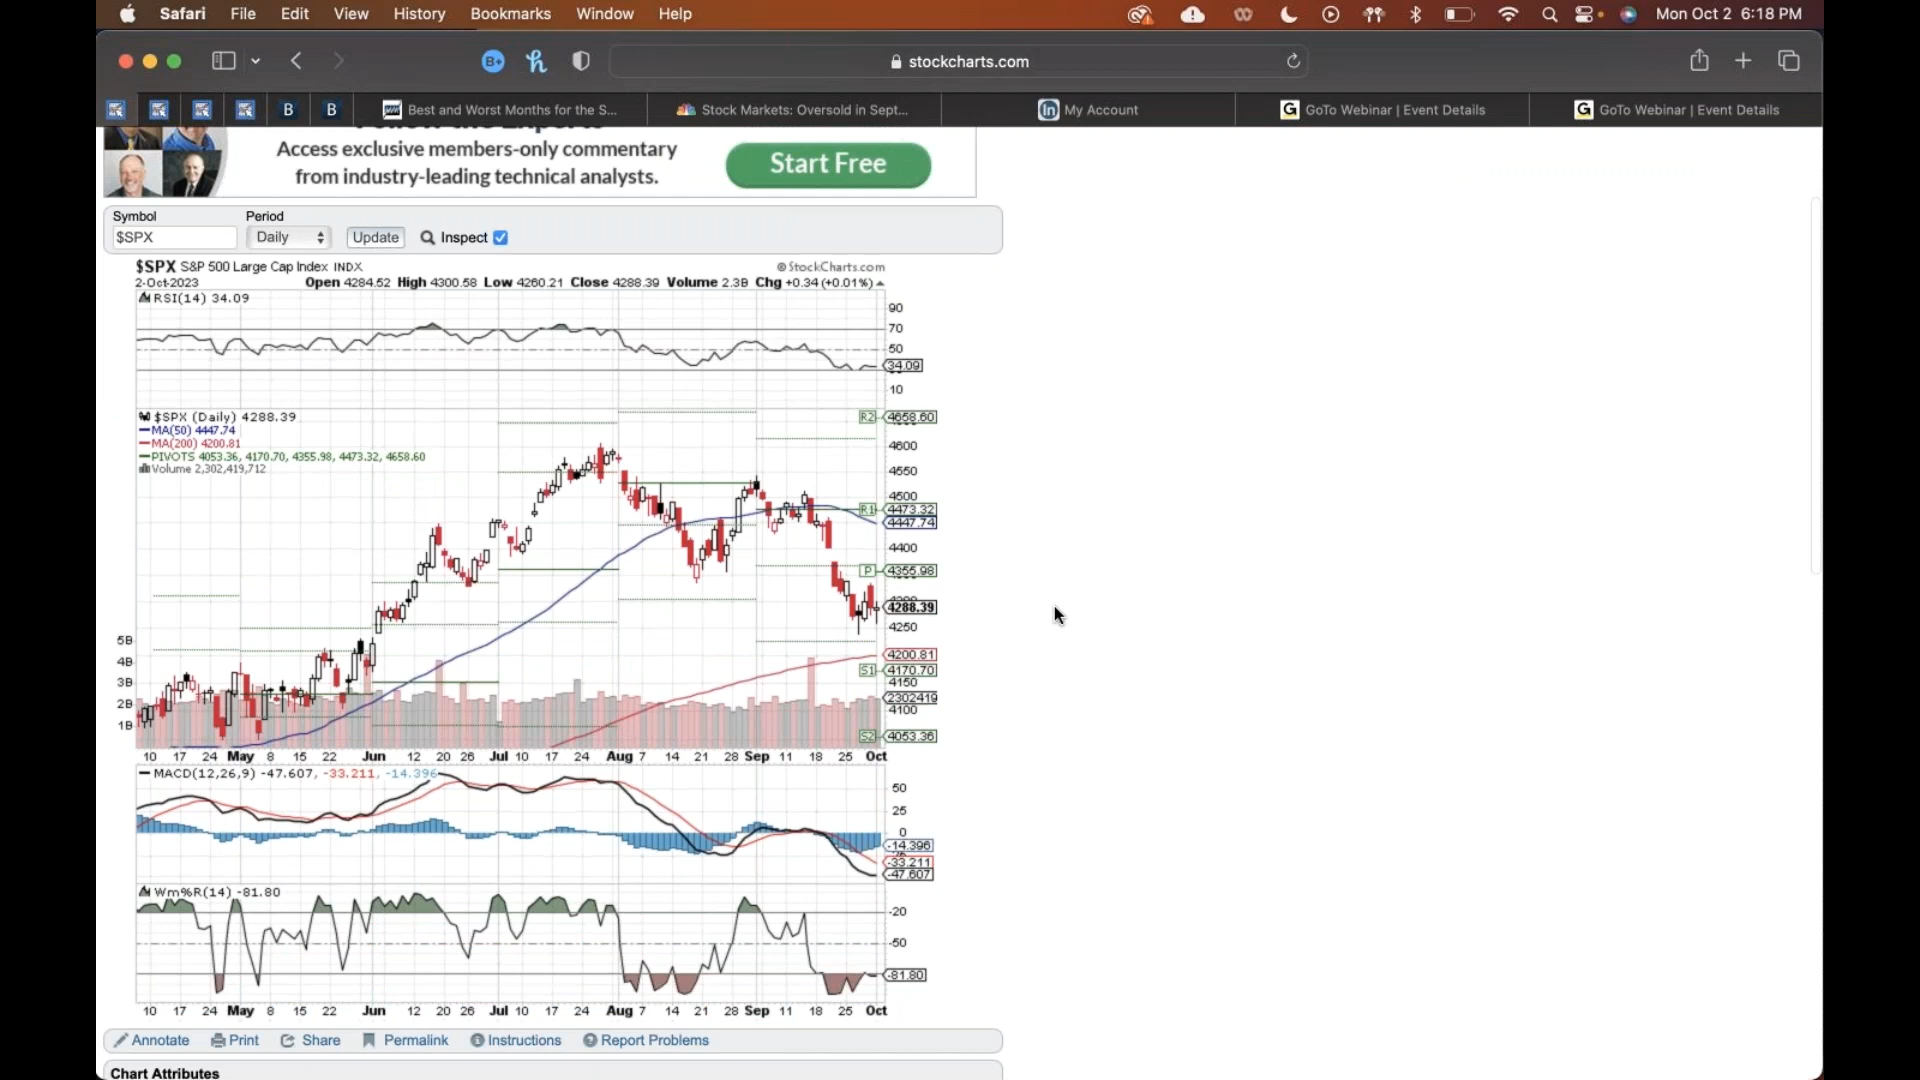 Safari File Edit View History Bookmarks Window Help Mon Oct 2 6:18 PM
B+ stockcharts.com
B B Best and Worst Months for the S... Stock Markets: Oversold in Sept... in My Account G GoTo Webinar | Event Details G GoTo Webinar | Event Details
Access exclusive members-only commentary
from industry-leading technical analysts.
Start Free
Symbol Period
$SPX Daily Update Inspect
$SPX S&P 500 Large Cap Index INDX © StockCharts.com
2-Oct-2023 Open 4284.52 High 4300.58 Low 4260.21 Close 4288.39 Volume 2.3B Chg +0.34 (+0.01%)
RSI(14) 34.09
90
70
50
34.09
10
$SPX (Daily) 4288.39
MA(50) 4447.74
MA(200) 4200.81
PIVOTS 4053.36, 4170.70, 4355.98, 4473.32, 4658.60
Volume 2,302,419,712
R2 4658.60
4600
4550
4500
R1 4473.32
4447.74
4400
P 4355.98
4288.39
4250
4200.81
S1 4170.70
4150
2302419
4100
S2 4053.36
5B
4B
3B
2B
1B
10 17 24 May 8 15 22 Jun 12 20 26 Jul 10 17 24 Aug 7 14 21 28 Sep 11 18 25 Oct
MACD(12,26,9) -47.607, -33.211, -14.396
50
25
0
-14.396
-33.211
-47.607
Wm%R(14) -81.80
-20
-50
-81.80
10 17 24 May 8 15 22 Jun 12 20 26 Jul 10 17 24 Aug 7 14 21 28 Sep 11 18 25 Oct
Annotate Print Share Permalink Instructions Report Problems
Chart Attributes